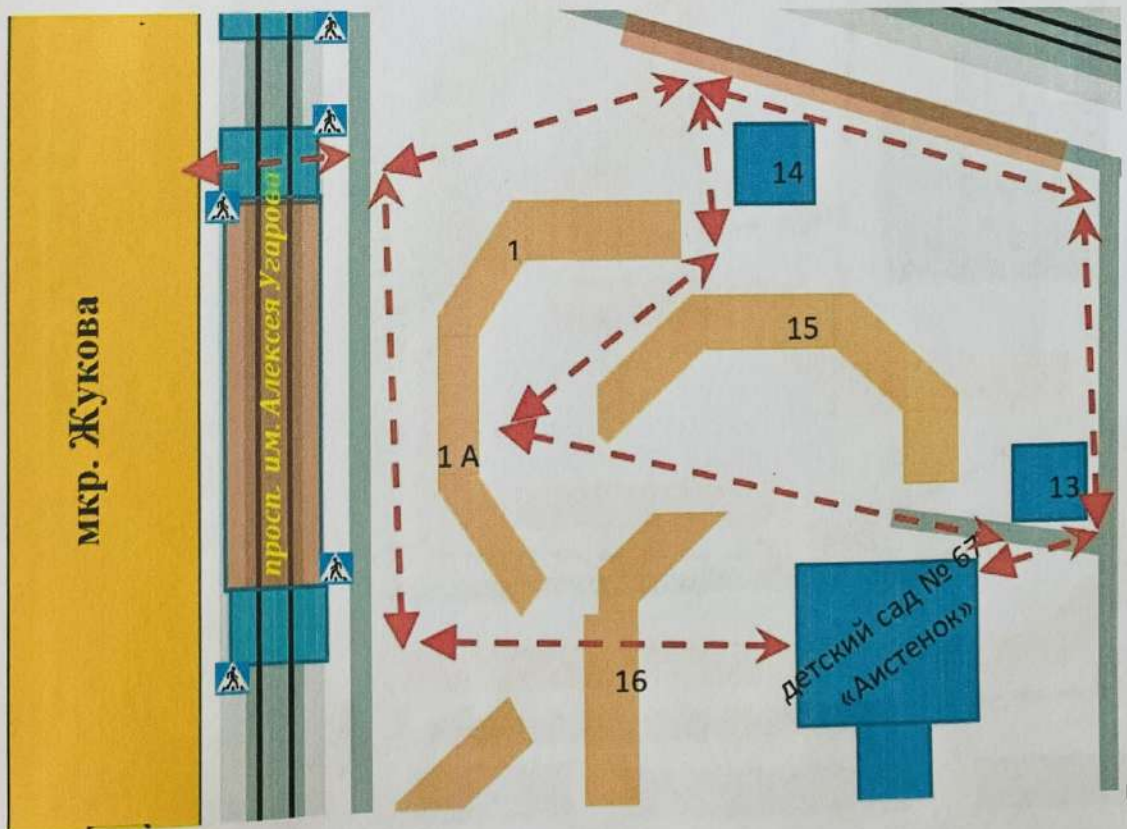 мкр. Жукова
просп. им. Алексея Угарова
14
1
15
1 А
13
детский сад № 67
«Аистенок»
16